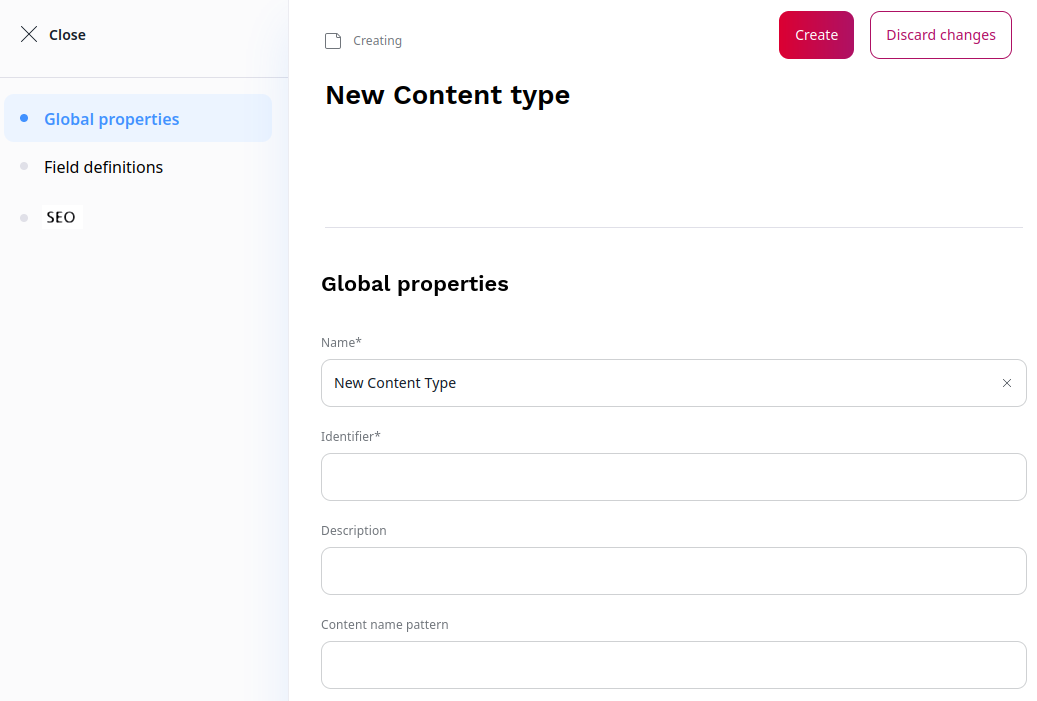 Close
Creating
Create
Discard changes
New Content type
Global properties
Field definitions
SEO
Global properties
Name*
New Content Type
Identifier*
Description
Content name pattern